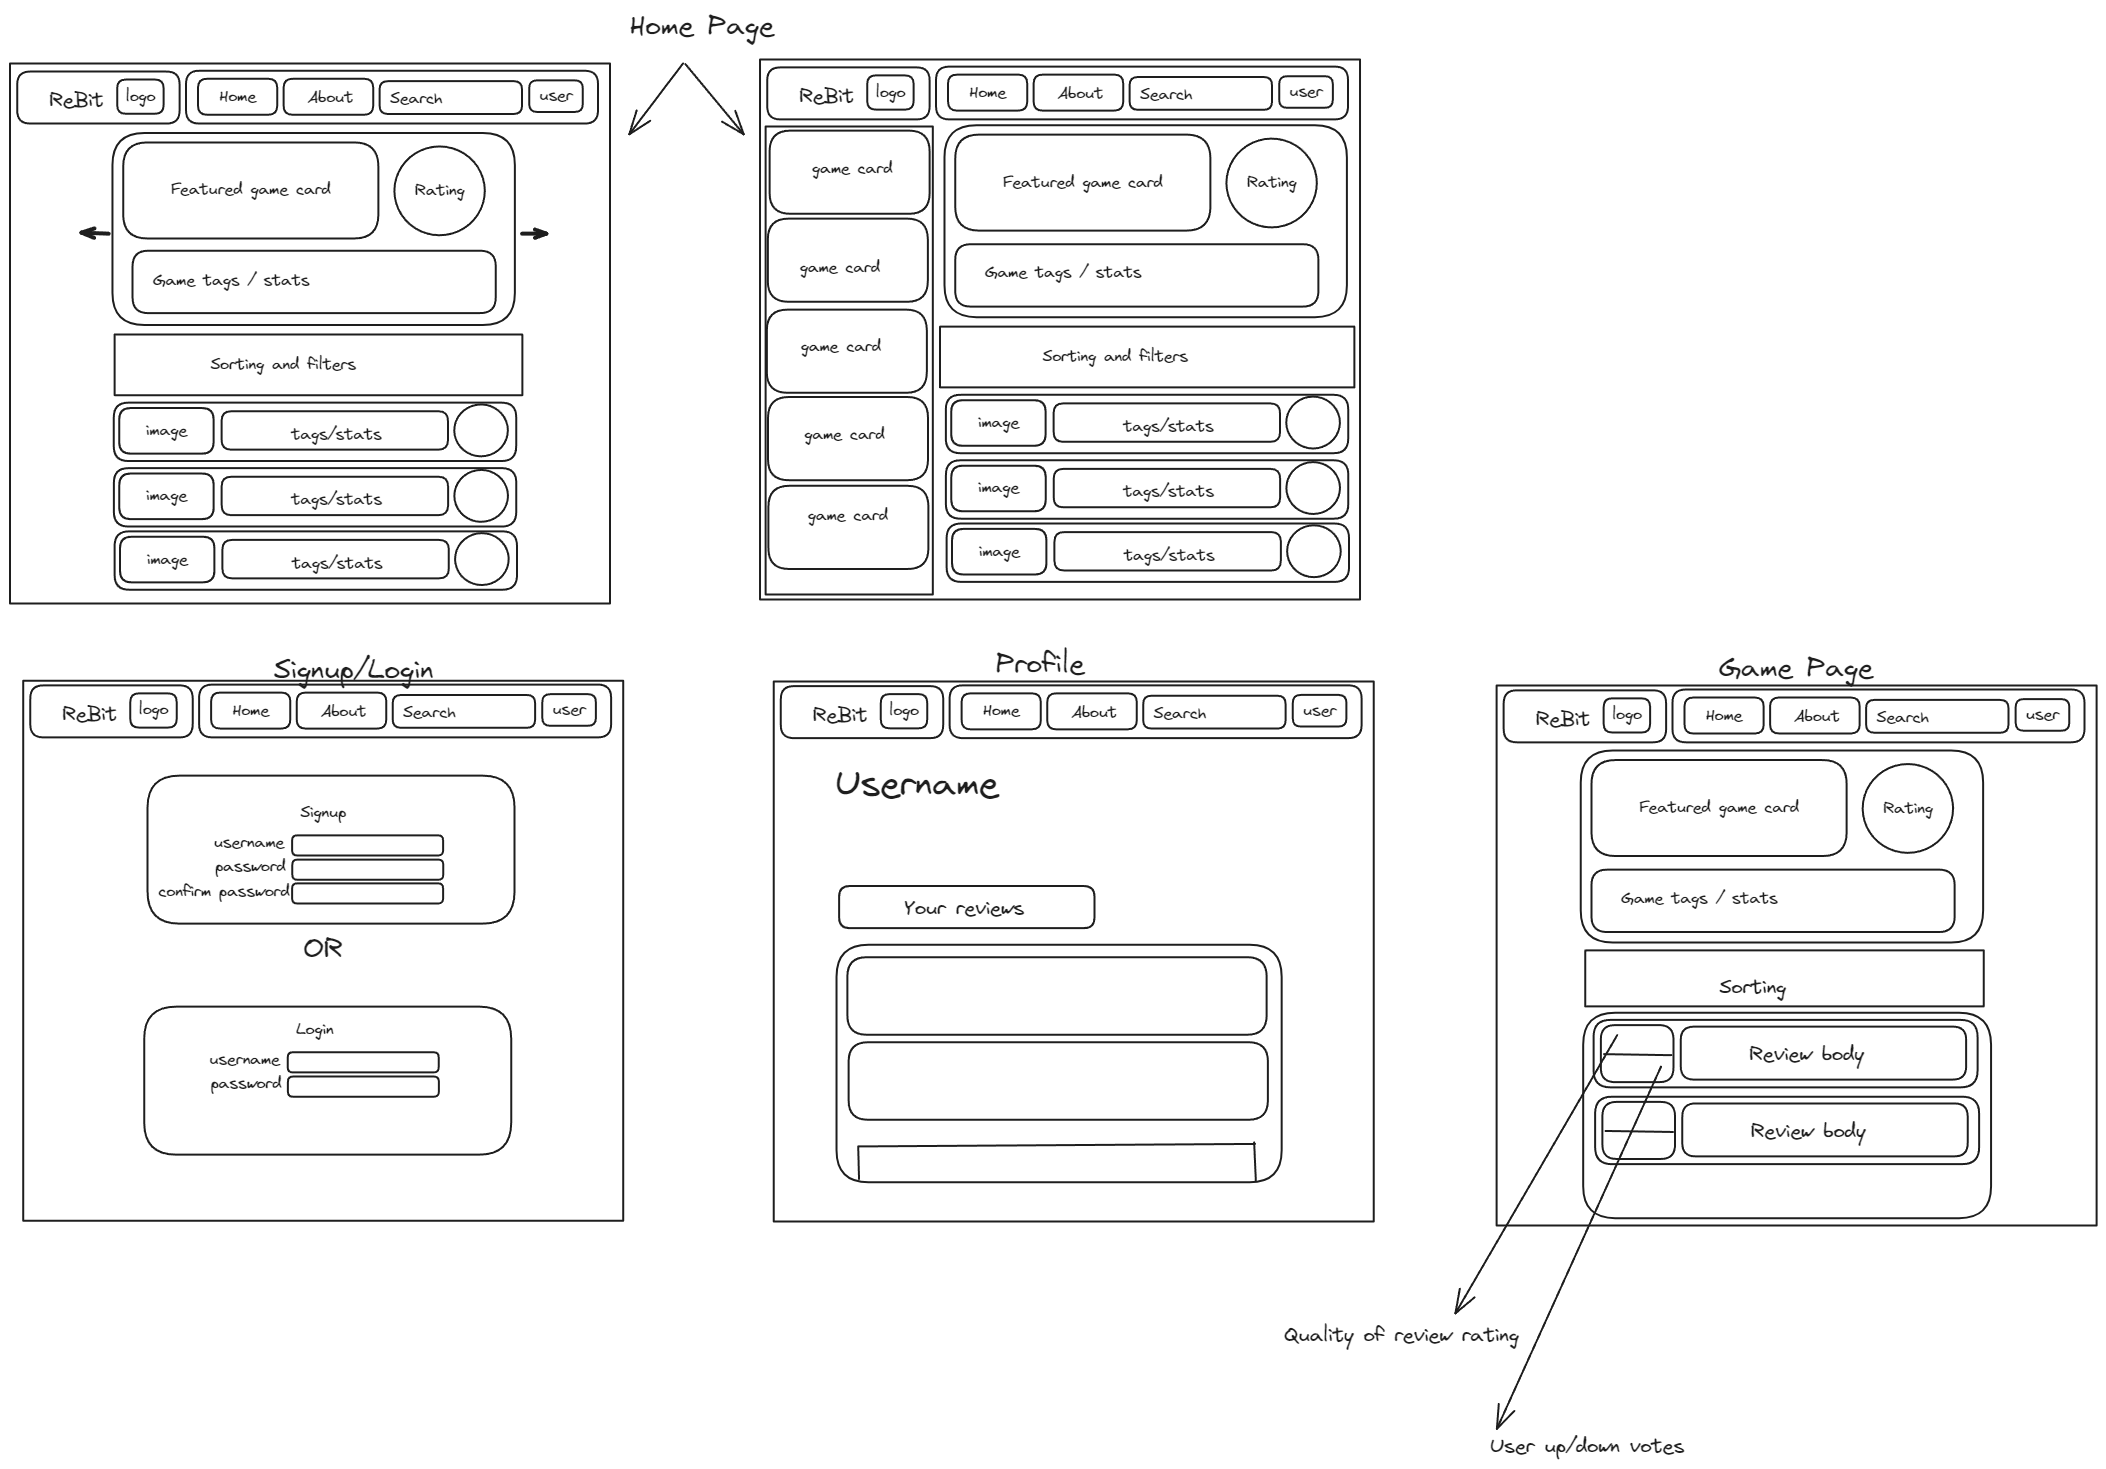 Home Page
ReBit logo Home About Search user
Featured game card Rating
Game tags / stats
Sorting and filters
image tags/stats
image tags/stats
image tags/stats
ReBit logo Home About Search user
game card
game card
game card
game card
game card
Featured game card Rating
Game tags / stats
Sorting and filters
image tags/stats
image tags/stats
image tags/stats
Signup/Login
ReBit logo Home About Search user
Signup
username
password
confirm password
OR
Login
username
password
Profile
ReBit logo Home About Search user
Username
Your reviews
Game Page
ReBit logo Home About Search user
Featured game card Rating
Game tags / stats
Sorting
Review body
Review body
Quality of review rating
User up/down votes